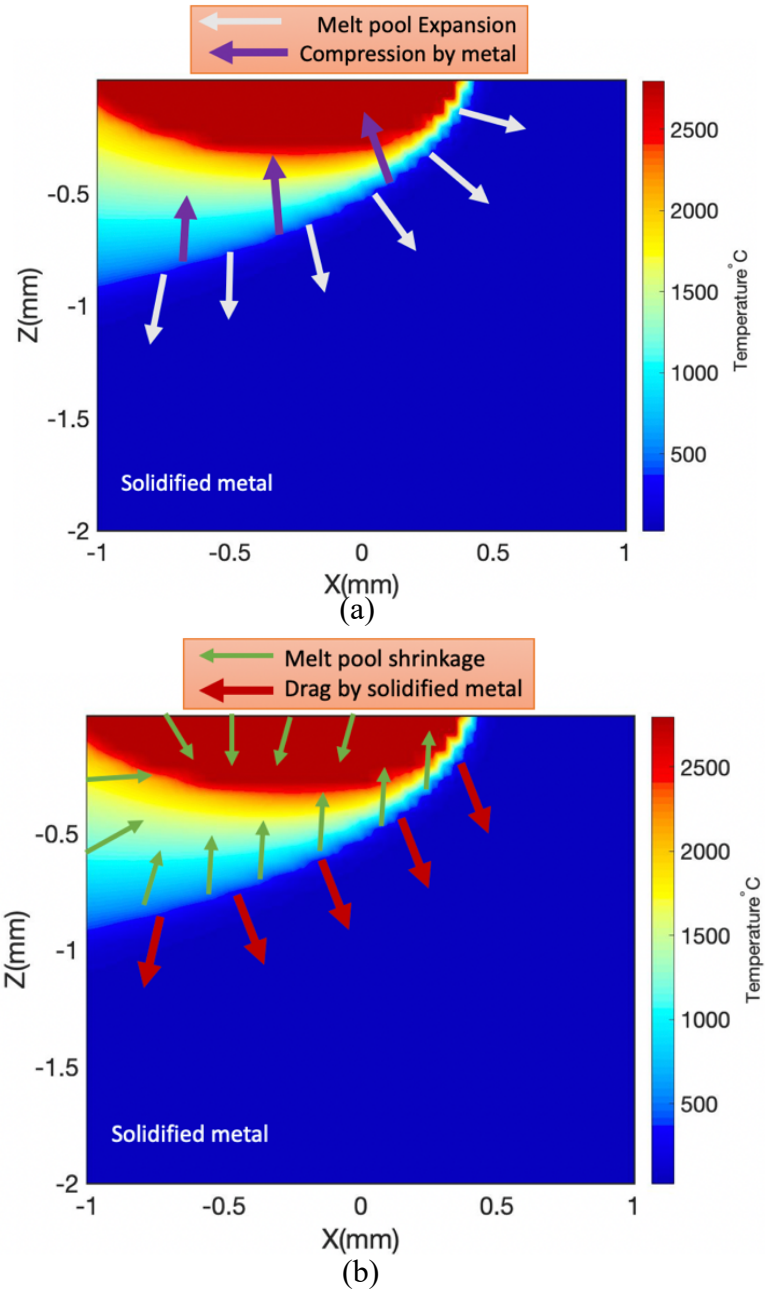 Melt pool Expansion
Compression by metal
-0.5
-1
-1.5
-2
Z(mm)
-1
-0.5
0
0.5
1
X(mm)
2500
2000
1500
1000
500
Temperature°C
Solidified metal
(a)
Melt pool shrinkage
Drag by solidified metal
-0.5
-1
-1.5
-2
Z(mm)
-1
-0.5
0
0.5
1
X(mm)
2500
2000
1500
1000
500
Temperature°C
Solidified metal
(b)